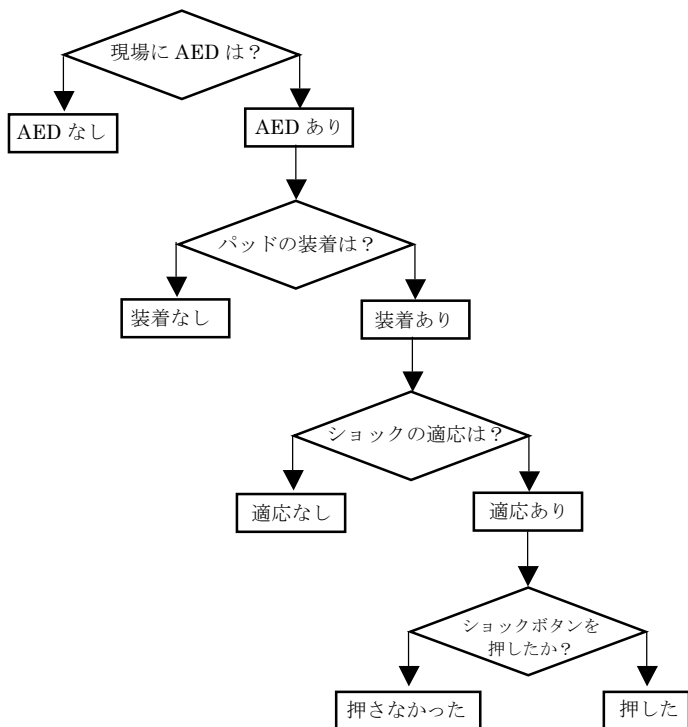 現場に AED は？
AED なし
AED あり
パッドの装着は？
装着なし
装着あり
ショックの適応は？
適応なし
適応あり
ショックボタンを
押したか？
押さなかった
押した